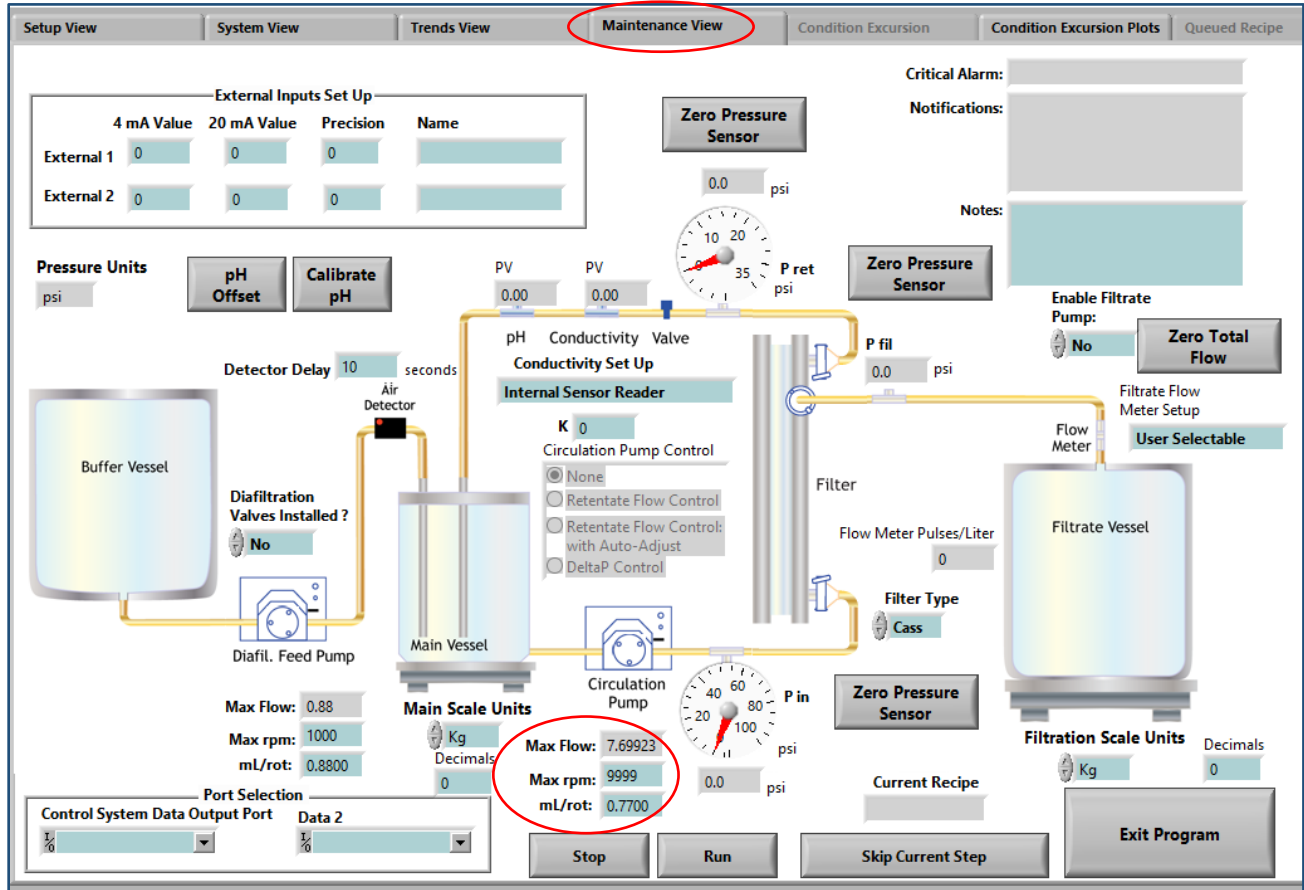 Setup View
System View
Trends View
Maintenance View
Condition Excursion
Condition Excursion Plots
Queued Recipe
External Inputs Set Up
4 mA Value 20 mA Value Precision Name
External 1 0 0 0
External 2 0 0 0
Zero Pressure
Sensor
0.0 psi
10 20
0 35
P ret
psi
Critical Alarm:
Notifications:
Notes:
Pressure Units
psi
pH
Offset
Calibrate
pH
PV
0.00
PV
0.00
pH Conductivity Valve
Zero Pressure
Sensor
Enable Filtrate
Pump:
No
Zero Total
Flow
P fil
0.0 psi
Detector Delay 10 seconds
Air
Detector
Conductivity Set Up
Internal Sensor Reader
K 0
Circulation Pump Control
None
Retentate Flow Control
Retentate Flow Control:
with Auto-Adjust
DeltaP Control
Filtrate Flow
Meter Setup
User Selectable
Flow
Meter
Buffer Vessel
Diafiltration
Valves Installed ?
No
Filter
Flow Meter Pulses/Liter
0
Filtrate Vessel
Filter Type
Cass
Diafil. Feed Pump
Main Vessel
Circulation
Pump
40 60
20 80
100
P in
psi
0.0 psi
Zero Pressure
Sensor
Max Flow: 0.88
Max rpm: 1000
mL/rot: 0.8800
Main Scale Units
Kg
Decimals
0
Max Flow: 7.69923
Max rpm: 9999
mL/rot: 0.7700
Filtration Scale Units
Kg
Decimals
0
Current Recipe
Port Selection
Control System Data Output Port
Data 2
Stop
Run
Skip Current Step
Exit Program